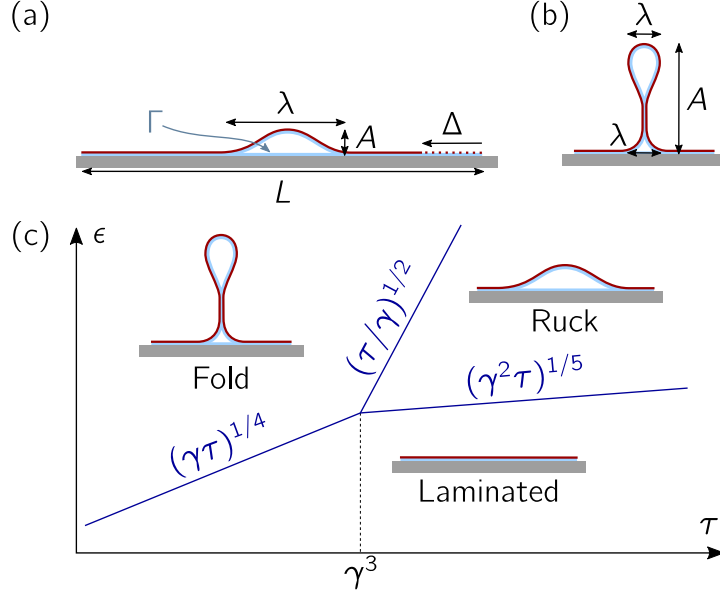 (a)
(b)
λ
Γ
λ
A
Δ
λ
A
L
(c)
ϵ
(τ/γ)^{1/2}
Ruck
Fold
(γ²τ)^{1/5}
(γτ)^{1/4}
Laminated
τ
γ³